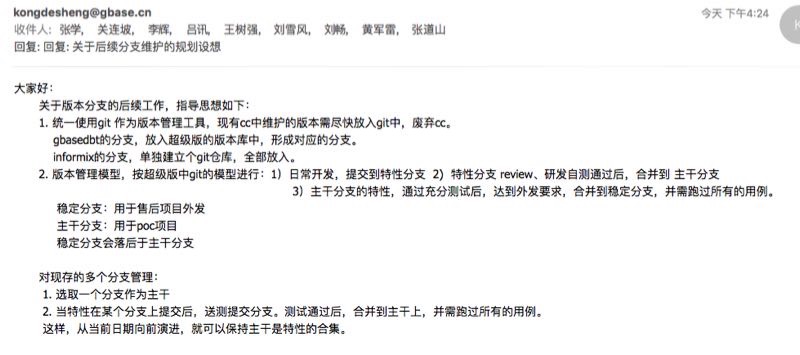 kongdesheng@gbase.cn
今天 下午4:24
收件人: 张学, 关连坡, 李辉, 吕讯, 王树强, 刘雪风, 刘畅, 黄军雷, 张道山
回复: 回复: 关于后续分支维护的规划设想
K
大家好：
关于版本分支的后续工作，指导思想如下：
1. 统一使用git 作为版本管理工具，现有cc中维护的版本需尽快放入git中，废弃cc。
gbasedbt的分支，放入超级版的版本库中，形成对应的分支。
informix的分支，单独建立个git仓库，全部放入。
2. 版本管理模型，按超级版中git的模型进行：1）日常开发，提交到特性分支 2）特性分支 review、研发自测通过后，合并到 主干分支
3）主干分支的特性，通过充分测试后，达到外发要求，合并到稳定分支，并需跑过所有的用例。
稳定分支：用于售后项目外发
主干分支：用于poc项目
稳定分支会落后于主干分支
对现存的多个分支管理：
1. 选取一个分支作为主干
2. 当特性在某个分支上提交后，送测提交分支。测试通过后，合并到主干上，并需跑过所有的用例。
这样，从当前日期向前演进，就可以保持主干是特性的合集。